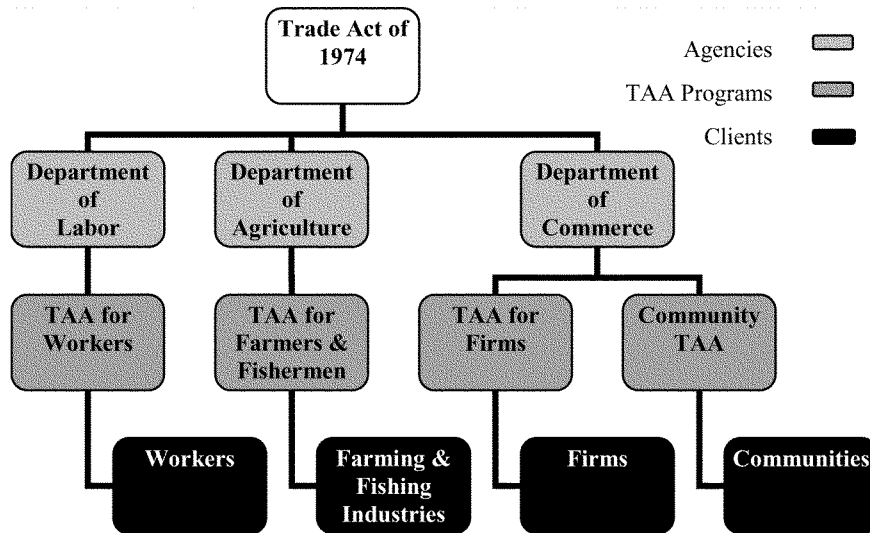 Trade Act of
1974
Agencies
TAA Programs
Clients
Department
of
Labor
Department
of
Agriculture
Department
of
Commerce
TAA for
Workers
TAA for
Farmers &
Fishermen
TAA for
Firms
Community
TAA
Workers
Farming &
Fishing
Industries
Firms
Communities